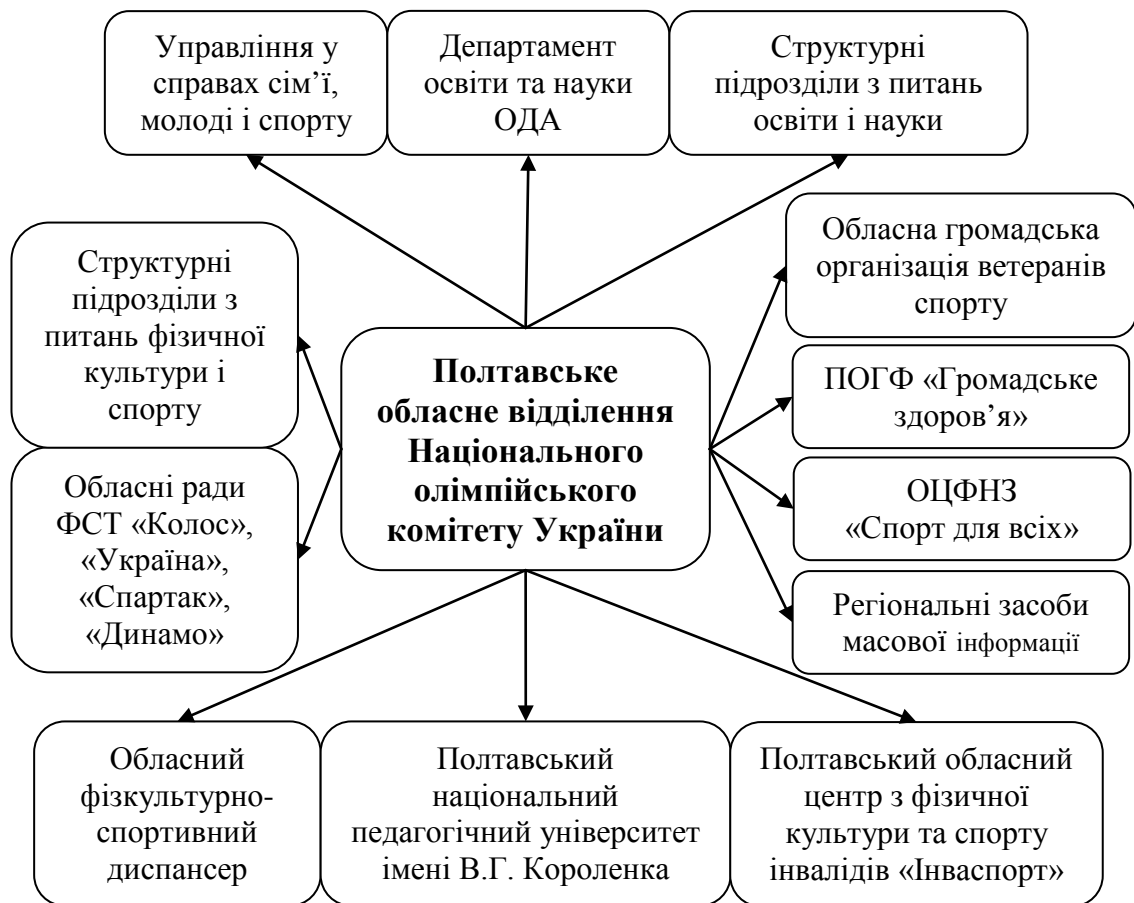 Управління у
справах сім’ї,
молоді і спорту
Департамент
освіти та науки
ОДА
Структурні
підрозділи з питань
освіти і науки
Структурні
підрозділи з
питань фізичної
культури і
спорту
Обласні ради
ФСТ «Колос»,
«Україна»,
«Спартак»,
«Динамо»
Полтавське
обласне відділення
Національного
олімпійського
комітету України
Обласна громадська
організація ветеранів
спорту
ПОГФ «Громадське
здоров’я»
ОЦФНЗ
«Спорт для всіх»
Регіональні засоби
масової інформації
Обласний
фізкультурно-
спортивний
диспансер
Полтавський
національний
педагогічний університет
імені В.Г. Короленка
Полтавський обласний
центр з фізичної
культури та спорту
інвалідів «Інваспорт»